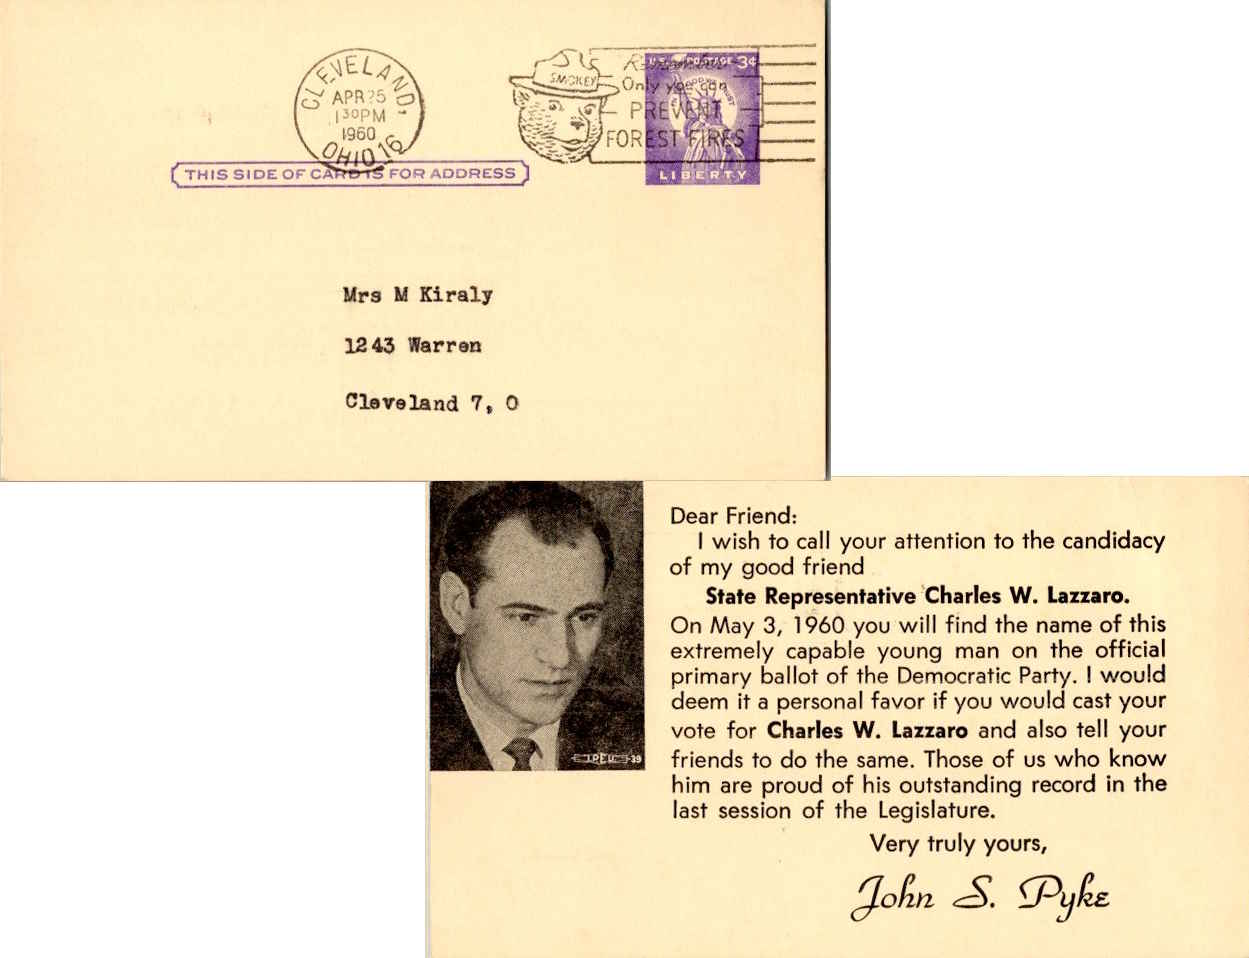 CLEVELAND,
APR 25
1 30 PM
1960
OHIO 16
SMOKEY
Only you can
PREVENT
FOREST FIRES
U.S. POSTAGE 3¢
IN GOD WE TRUST
LIBERTY
THIS SIDE OF CARD IS FOR ADDRESS
Mrs M Kiraly
1243 Warren
Cleveland 7, O
Dear Friend:
I wish to call your attention to the candidacy
of my good friend
State Representative Charles W. Lazzaro.
On May 3, 1960 you will find the name of this
extremely capable young man on the official
primary ballot of the Democratic Party. I would
deem it a personal favor if you would cast your
vote for Charles W. Lazzaro and also tell your
friends to do the same. Those of us who know
him are proud of his outstanding record in the
last session of the Legislature.
Very truly yours,
John S. Pyke